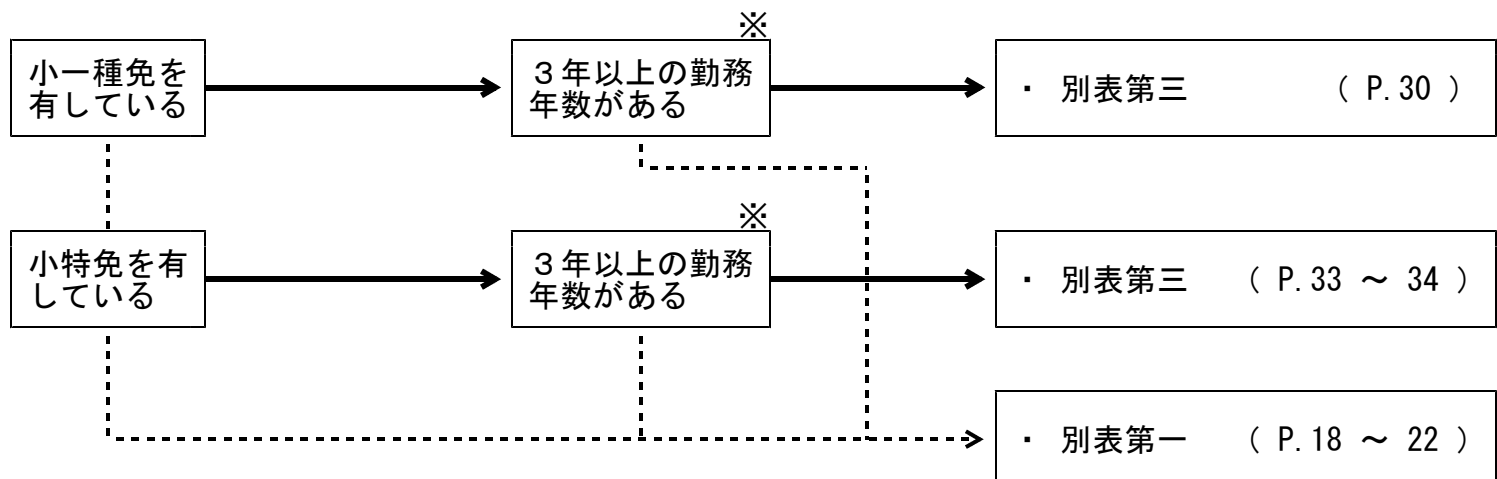 ※
小一種免を
有している
３年以上の勤務
年数がある
・ 別表第三 （ P.30 ）
※
小特免を有
している
３年以上の勤務
年数がある
・ 別表第三 （ P.33 ～ 34 ）
・ 別表第一 （ P.18 ～ 22 ）